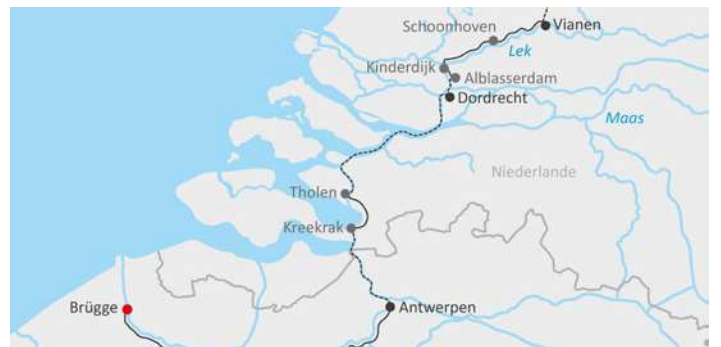 Schoonhoven
Vianen
Lek
Kinderdijk
Alblasserdam
Dordrecht
Maas
Niederlande
Tholen
Kreekrak
Brügge
Antwerpen